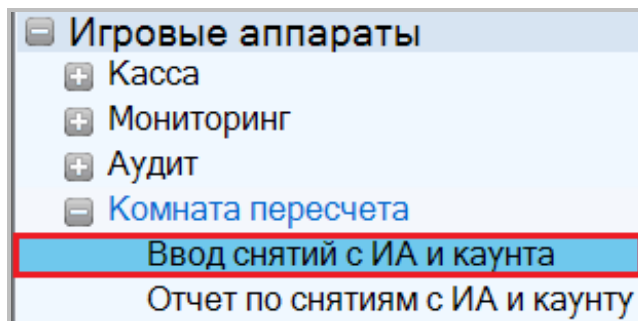 Игровые аппараты
Касса
Мониторинг
Аудит
Комната пересчета
Ввод снятий с ИА и каунта
Отчет по снятиям с ИА и каунту